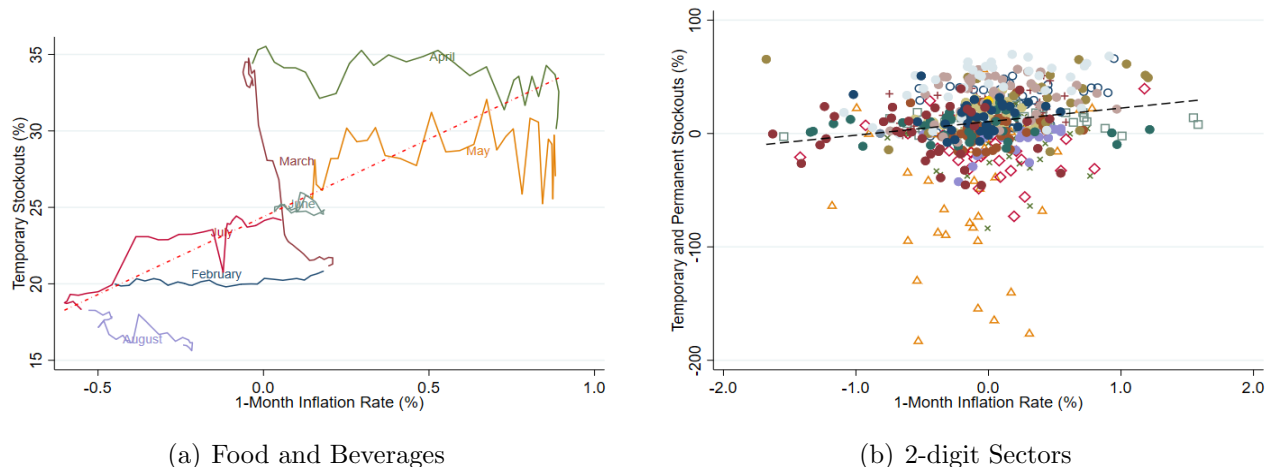 Temporary Stockouts (%)
35
30
25
20
15
April
May
March
June
July
February
August
-0.5
0.0
0.5
1.0
1-Month Inflation Rate (%)
(a) Food and Beverages
Temporary and Permanent Stockouts (%)
100
0
-100
-200
-2.0
-1.0
0.0
1.0
2.0
1-Month Inflation Rate (%)
(b) 2-digit Sectors